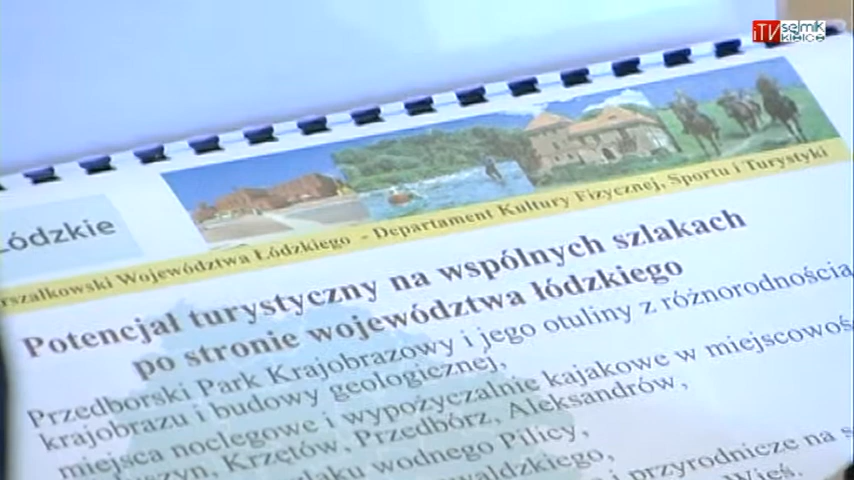 iTV sejmik kielce
Łódzkie
Województwa Łódzkiego - Departament Kultury Fizycznej, Sportu i Turystyki
Potencjał turystyczny na wspólnych szlakach
po stronie województwa łódzkiego
Przedborski Park Krajobrazowy i jego otuliny z różnorodnością
krajobrazu i budowy geologicznej,
miejsca noclegowe i wypożyczalnie kajakowe w
Krzętów, Przedbórz, Aleksandrów,
wodnego Pilicy,
i przyrodnicze na
Wieś.